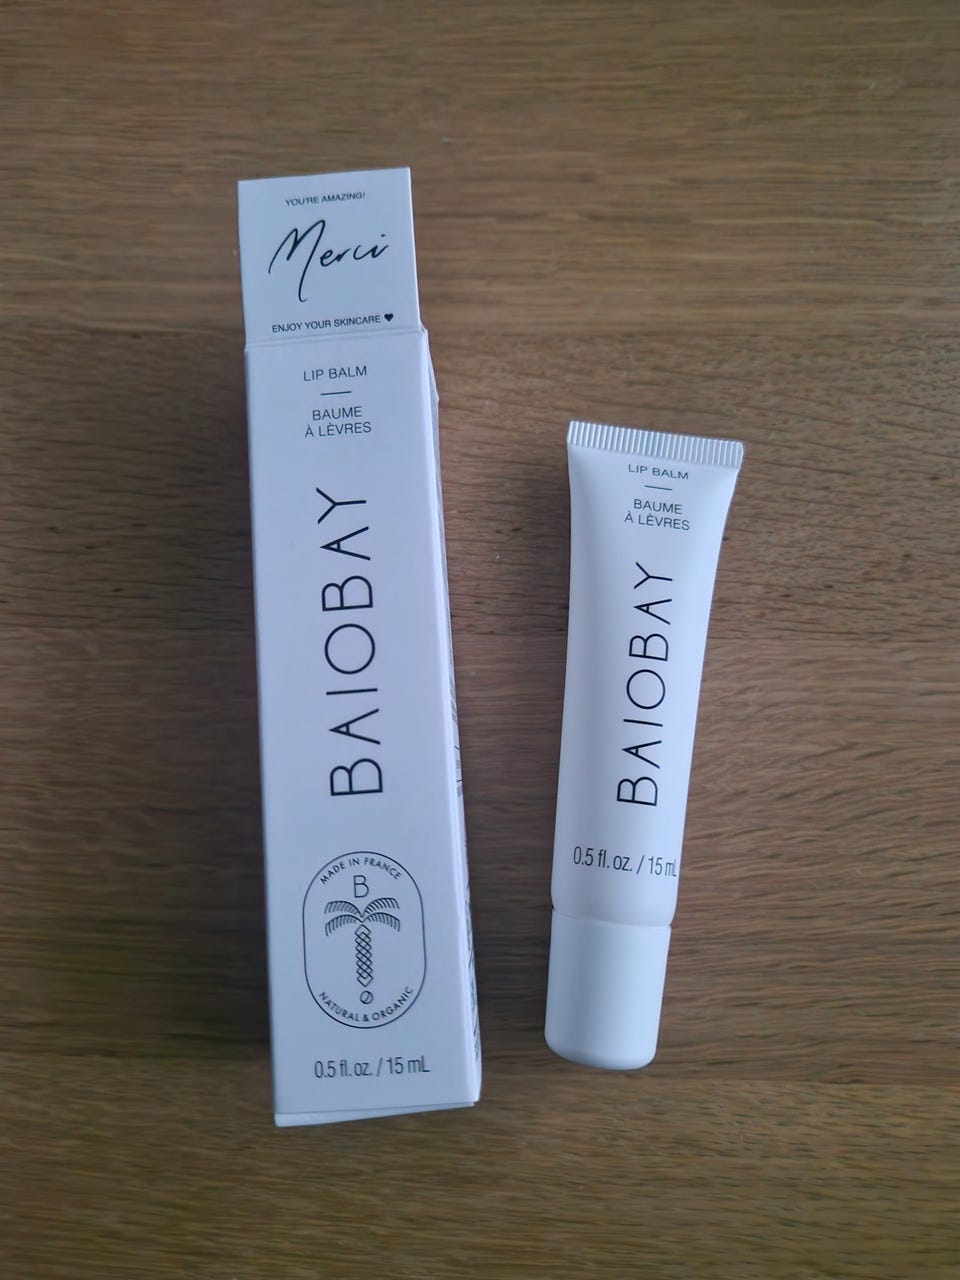 YOU'RE AMAZING!
Merci
ENJOY YOUR SKINCARE ♥
LIP BALM
BAUME
À LÈVRES
BAIOBAY
MADE IN FRANCE
B
NATURAL & ORGANIC
0.5 fl. oz. / 15 mL
LIP BALM
BAUME
À LÈVRES
BAIOBAY
0.5 fl. oz. / 15 mL